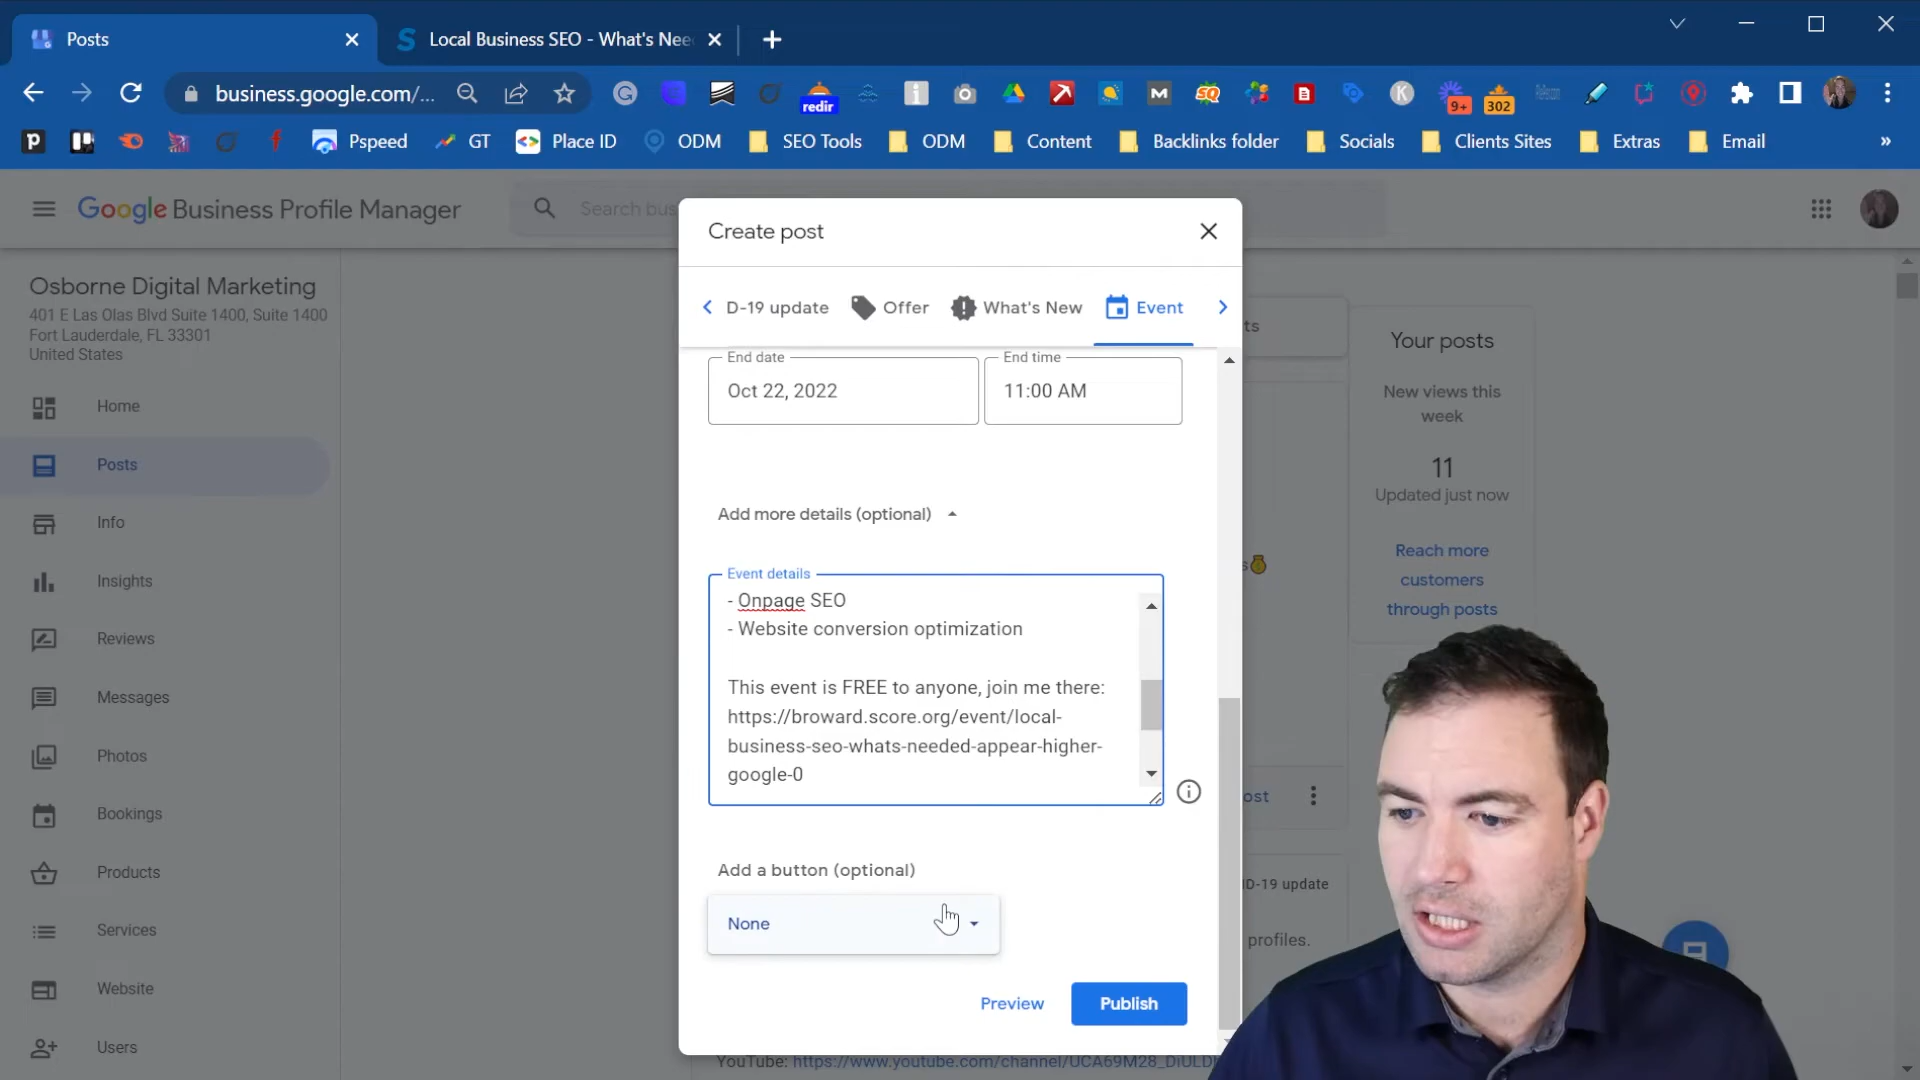 Posts
Local Business SEO - What's Nee
business.google.com/...
redir
9+
302
Pspeed
GT
Place ID
ODM
SEO Tools
ODM
Content
Backlinks folder
Socials
Clients Sites
Extras
Email
»
Google Business Profile Manager
Search bus
Osborne Digital Marketing
401 E Las Olas Blvd Suite 1400, Suite 1400
Fort Lauderdale, FL 33301
United States
Home
Posts
Info
Insights
Reviews
Messages
Photos
Bookings
Products
Services
Website
Users
Create post
D-19 update
Offer
What's New
Event
End date
Oct 22, 2022
End time
11:00 AM
Add more details (optional)
Event details
- Onpage SEO
- Website conversion optimization
This event is FREE to anyone, join me there:
https://broward.score.org/event/local-
business-seo-whats-needed-appear-higher-
google-0
Add a button (optional)
None
Preview
Publish
ts
Your posts
New views this
week
11
Updated just now
Reach more
customers
through posts
s
ost
ID-19 update
profiles.
YouTube: https://www.youtube.com/channel/UCA69M28_DiULDI